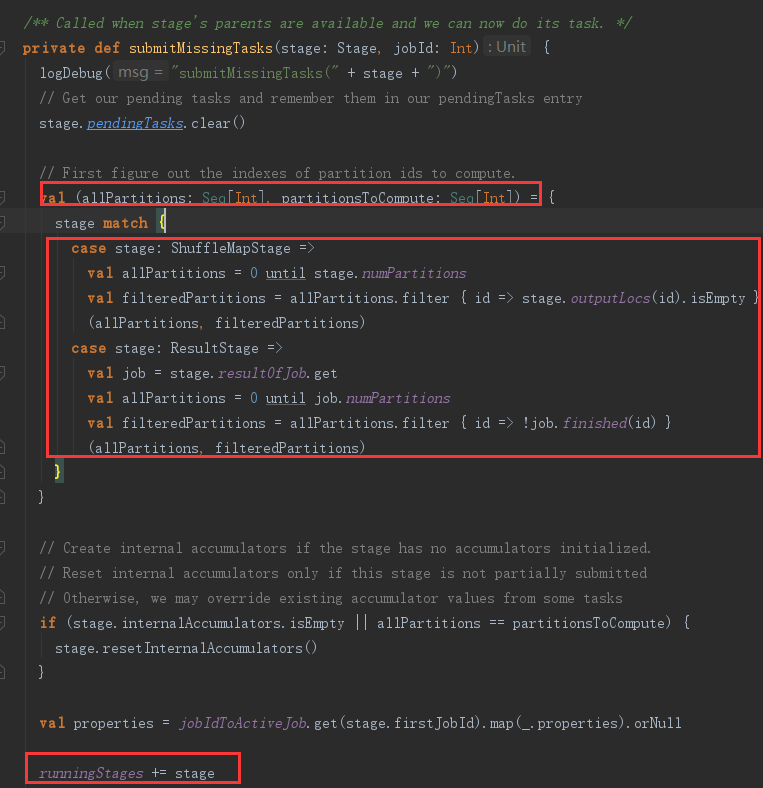 /** Called when stage's parents are available and we can now do its task. */
private def submitMissingTasks(stage: Stage, jobId: Int) : Unit {
logDebug( msg = "submitMissingTasks(" + stage + ")")
// Get our pending tasks and remember them in our pendingTasks entry
stage.pendingTasks.clear()
// First figure out the indexes of partition ids to compute.
val (allPartitions: Seq[Int], partitionsToCompute: Seq[Int]) = {
stage match {
case stage: ShuffleMapStage =>
val allPartitions = 0 until stage.numPartitions
val filteredPartitions = allPartitions.filter { id => stage.outputLocs(id).isEmpty }
(allPartitions, filteredPartitions)
case stage: ResultStage =>
val job = stage.resultOfJob.get
val allPartitions = 0 until job.numPartitions
val filteredPartitions = allPartitions.filter { id => !job.finished(id) }
(allPartitions, filteredPartitions)
}
}
// Create internal accumulators if the stage has no accumulators initialized.
// Reset internal accumulators only if this stage is not partially submitted
// Otherwise, we may override existing accumulator values from some tasks
if (stage.internalAccumulators.isEmpty || allPartitions == partitionsToCompute) {
stage.resetInternalAccumulators()
}
val properties = jobIdToActiveJob.get(stage.firstJobId).map(_.properties).orNull
runningStages += stage